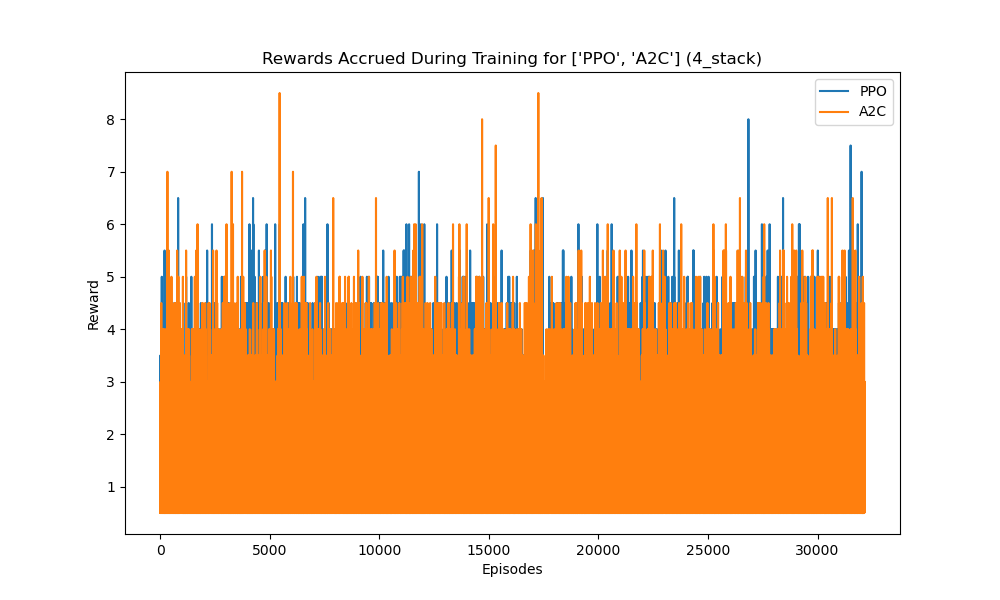 Rewards Accrued During Training for ['PPO', 'A2C'] (4_stack)
PPO
A2C
Reward
8
7
6
5
4
3
2
1
0 5000 10000 15000 20000 25000 30000
Episodes